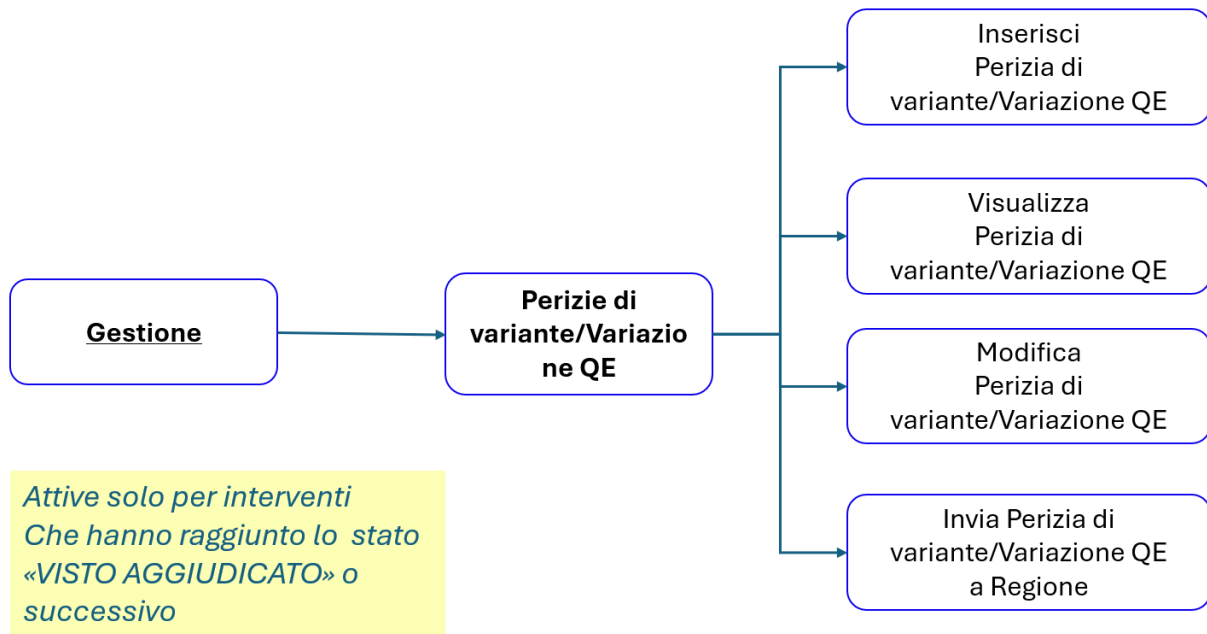 Inserisci
Perizia di
variante/Variazione QE
Visualizza
Perizia di
variante/Variazione QE
Gestione
Perizie di
variante/Variazio
ne QE
Modifica
Perizia di
variante/Variazione QE
Attive solo per interventi
Che hanno raggiunto lo stato
«VISTO AGGIUDICATO» o
successivo
Invia Perizia di
variante/Variazione QE
a Regione